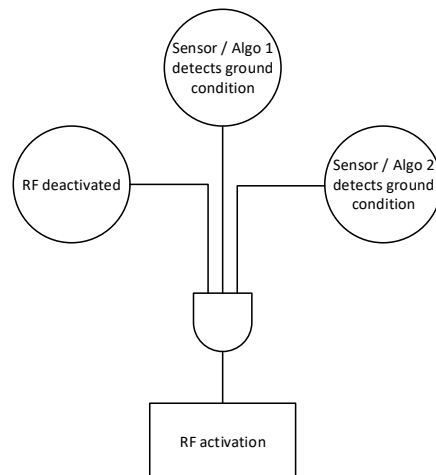 Sensor / Algo 1
detects ground
condition
RF deactivated
Sensor / Algo 2
detects ground
condition
RF activation